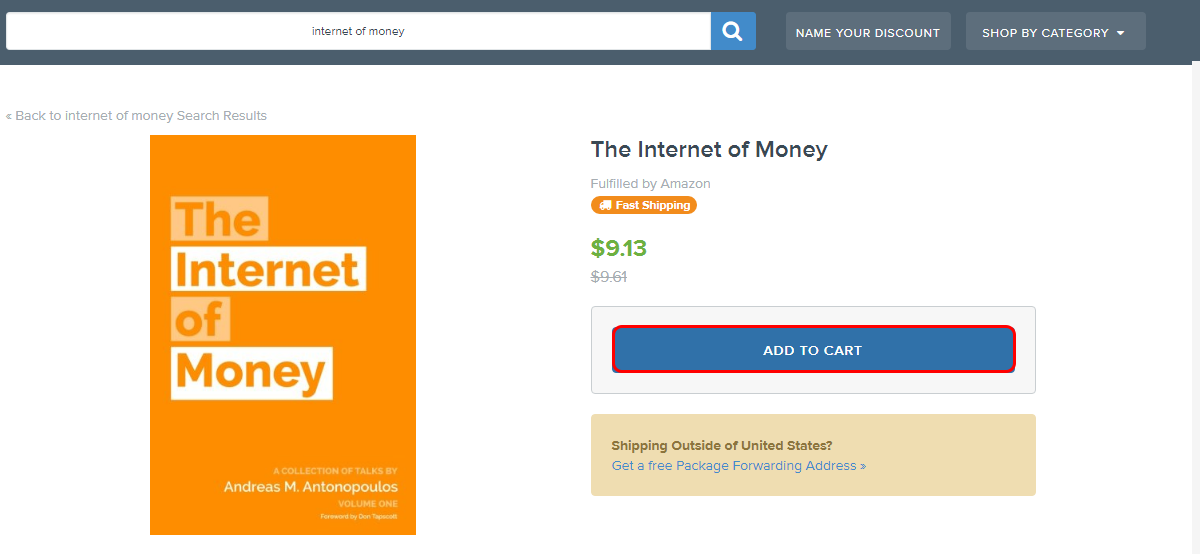 internet of money
NAME YOUR DISCOUNT
SHOP BY CATEGORY
« Back to internet of money Search Results
The
Internet
of
Money
A COLLECTION OF TALKS BY
Andreas M. Antonopoulos
VOLUME ONE
Foreword by Don Tapscott
The Internet of Money
Fulfilled by Amazon
Fast Shipping
$9.13
$9.61
ADD TO CART
Shipping Outside of United States?
Get a free Package Forwarding Address »